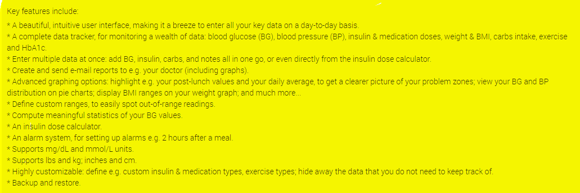 Key features include:
* A beautiful, intuitive user interface, making it a breeze to enter all your key data on a day-to-day basis.
* A complete data tracker, for monitoring a wealth of data: blood glucose (BG), blood pressure (BP), insulin & medication doses, weight & BMI, carbs intake, exercise
and HbA1c.
* Enter multiple data at once: add BG, insulin, carbs, and notes all in one go, or even directly from the insulin dose calculator.
* Create and send e-mail reports to e.g. your doctor (including graphs).
* Advanced graphing options: highlight e.g. your post-lunch values and your daily average, to get a clearer picture of your problem zones; view your BG and BP
distribution on pie charts; display BMI ranges on your weight graph; and much more...
* Define custom ranges, to easily spot out-of-range readings.
* Compute meaningful statistics of your BG values.
* An insulin dose calculator.
* An alarm system, for setting up alarms e.g. 2 hours after a meal.
* Supports mg/dL and mmol/L units.
* Supports lbs and kg; inches and cm.
* Highly customizable: define e.g. custom insulin & medication types, exercise types; hide away the data that you do not need to keep track of.
* Backup and restore.